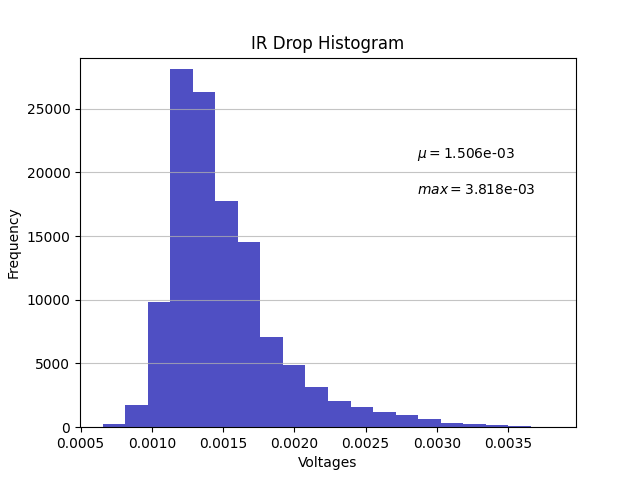 IR Drop Histogram
25000
20000
15000
10000
5000
0
Frequency
μ = 1.506e-03
max = 3.818e-03
0.0005 0.0010 0.0015 0.0020 0.0025 0.0030 0.0035
Voltages